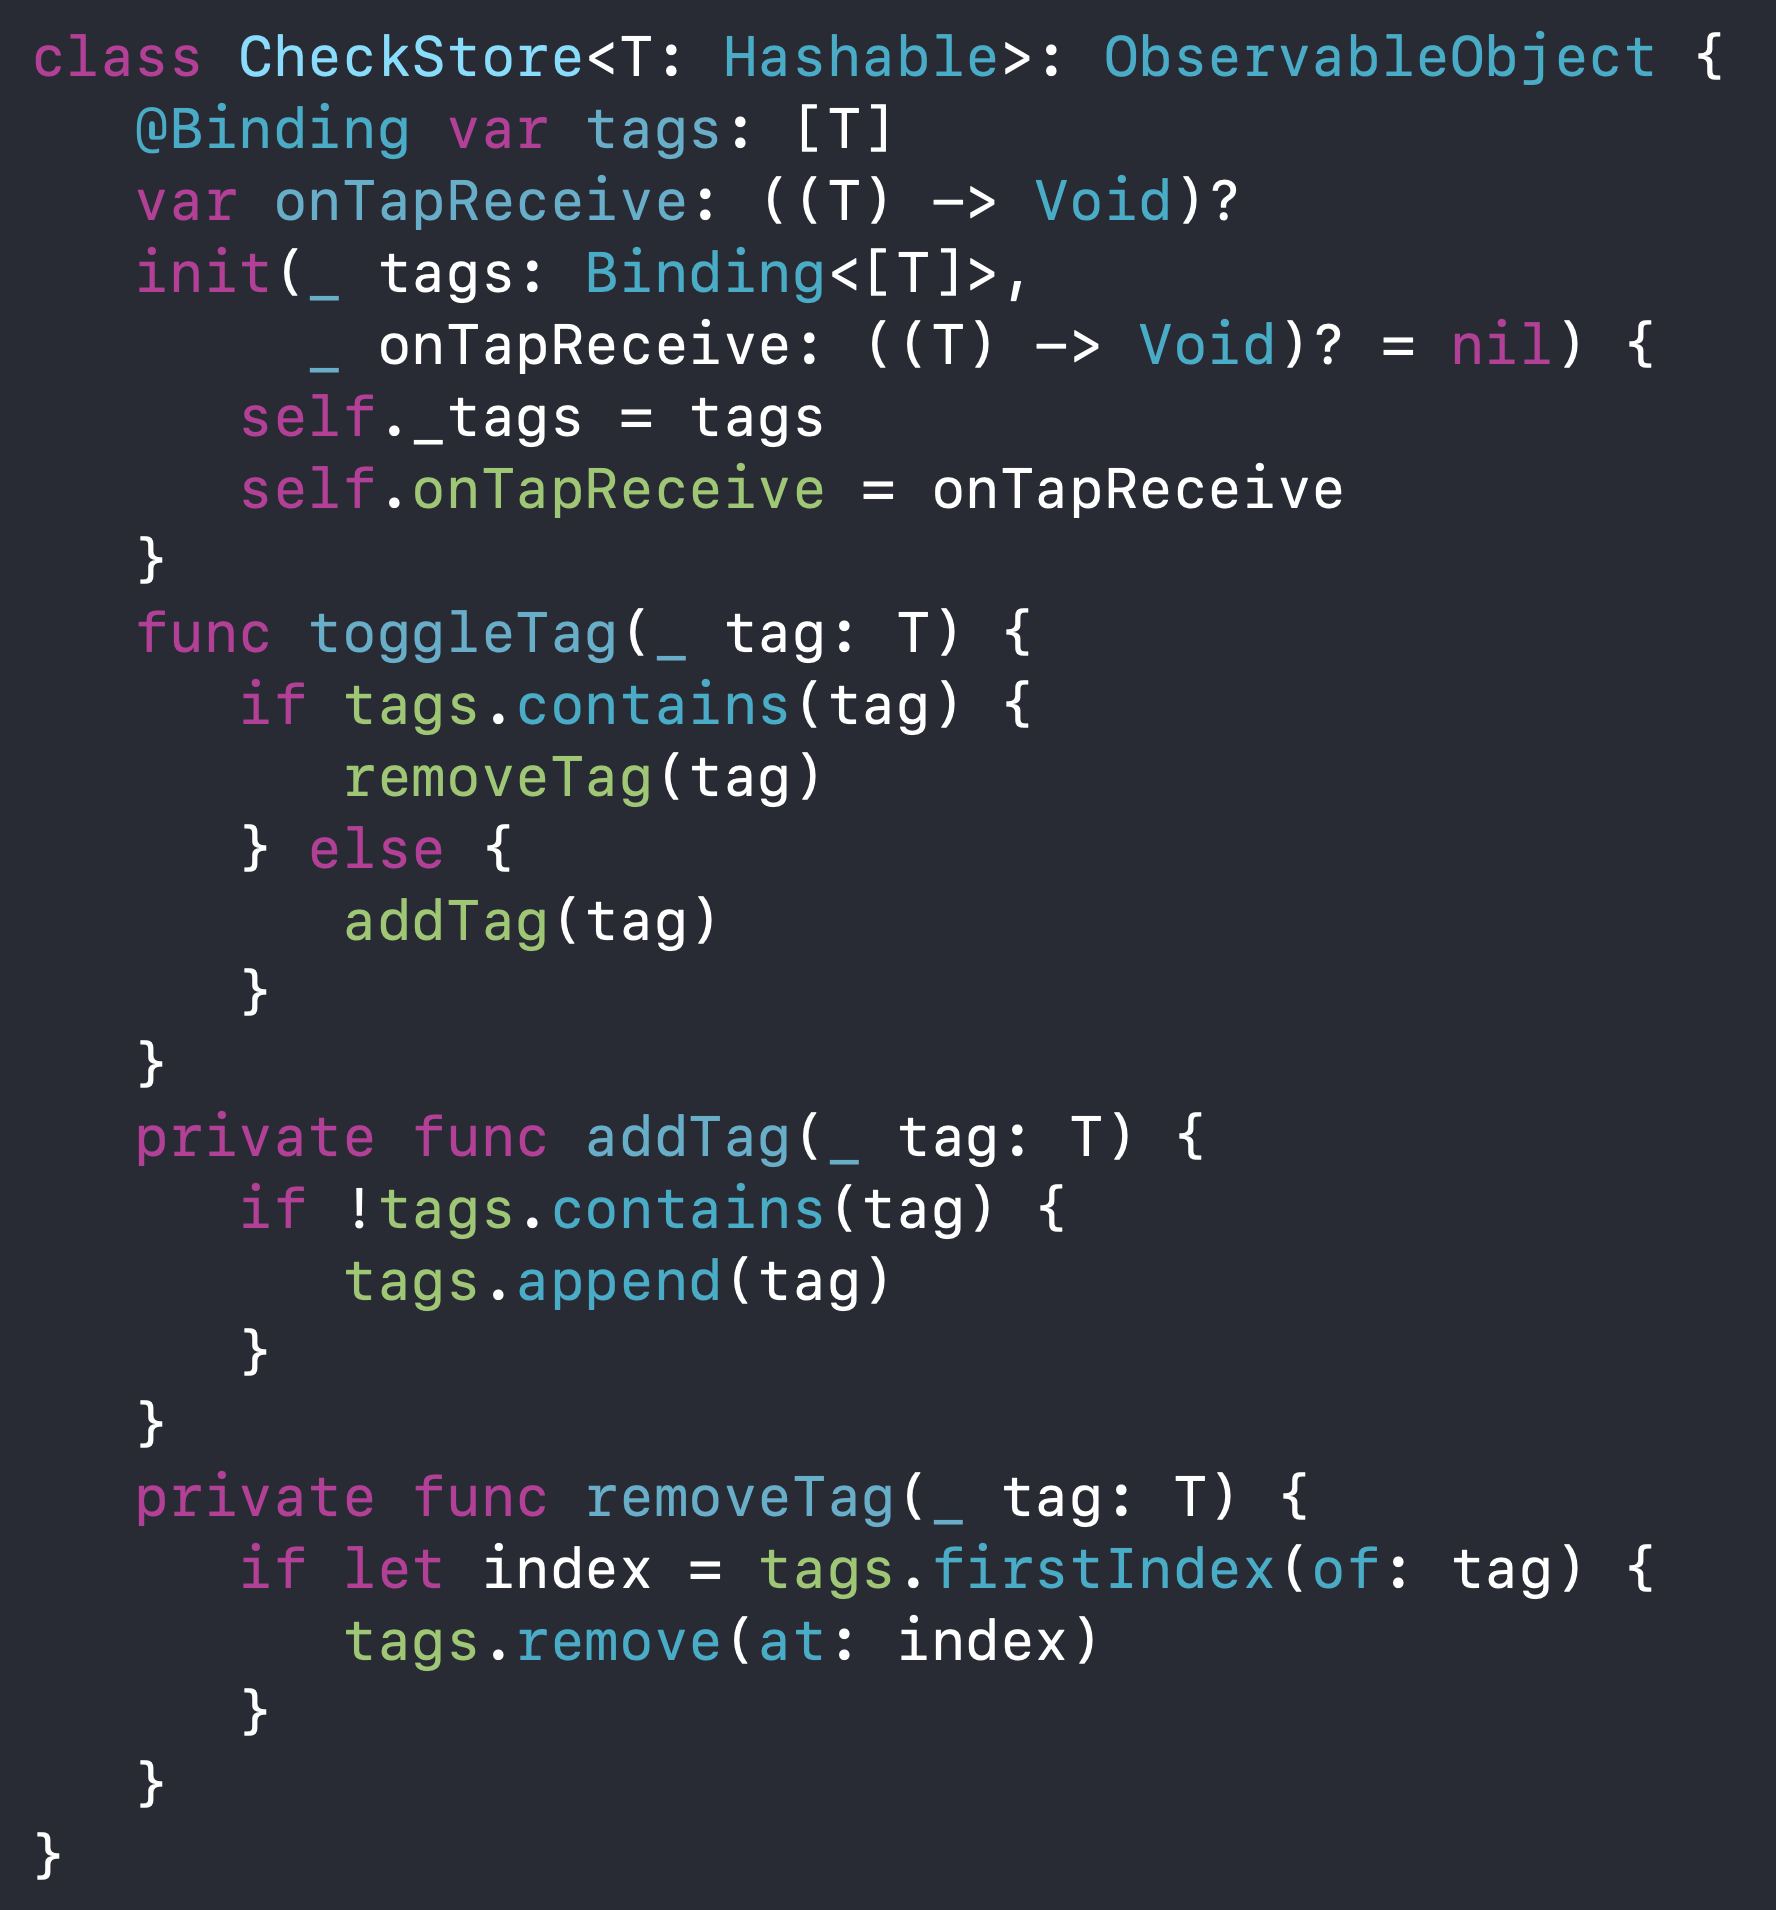 class CheckStore<T: Hashable>: ObservableObject {
   @Binding var tags: [T]
   var onTapReceive: ((T) -> Void)?
   init(_ tags: Binding<[T]>,
        _ onTapReceive: ((T) -> Void)? = nil) {
      self._tags = tags
      self.onTapReceive = onTapReceive
   }
   func toggleTag(_ tag: T) {
      if tags.contains(tag) {
         removeTag(tag)
      } else {
         addTag(tag)
      }
   }
   private func addTag(_ tag: T) {
      if !tags.contains(tag) {
         tags.append(tag)
      }
   }
   private func removeTag(_ tag: T) {
      if let index = tags.firstIndex(of: tag) {
         tags.remove(at: index)
      }
   }
}